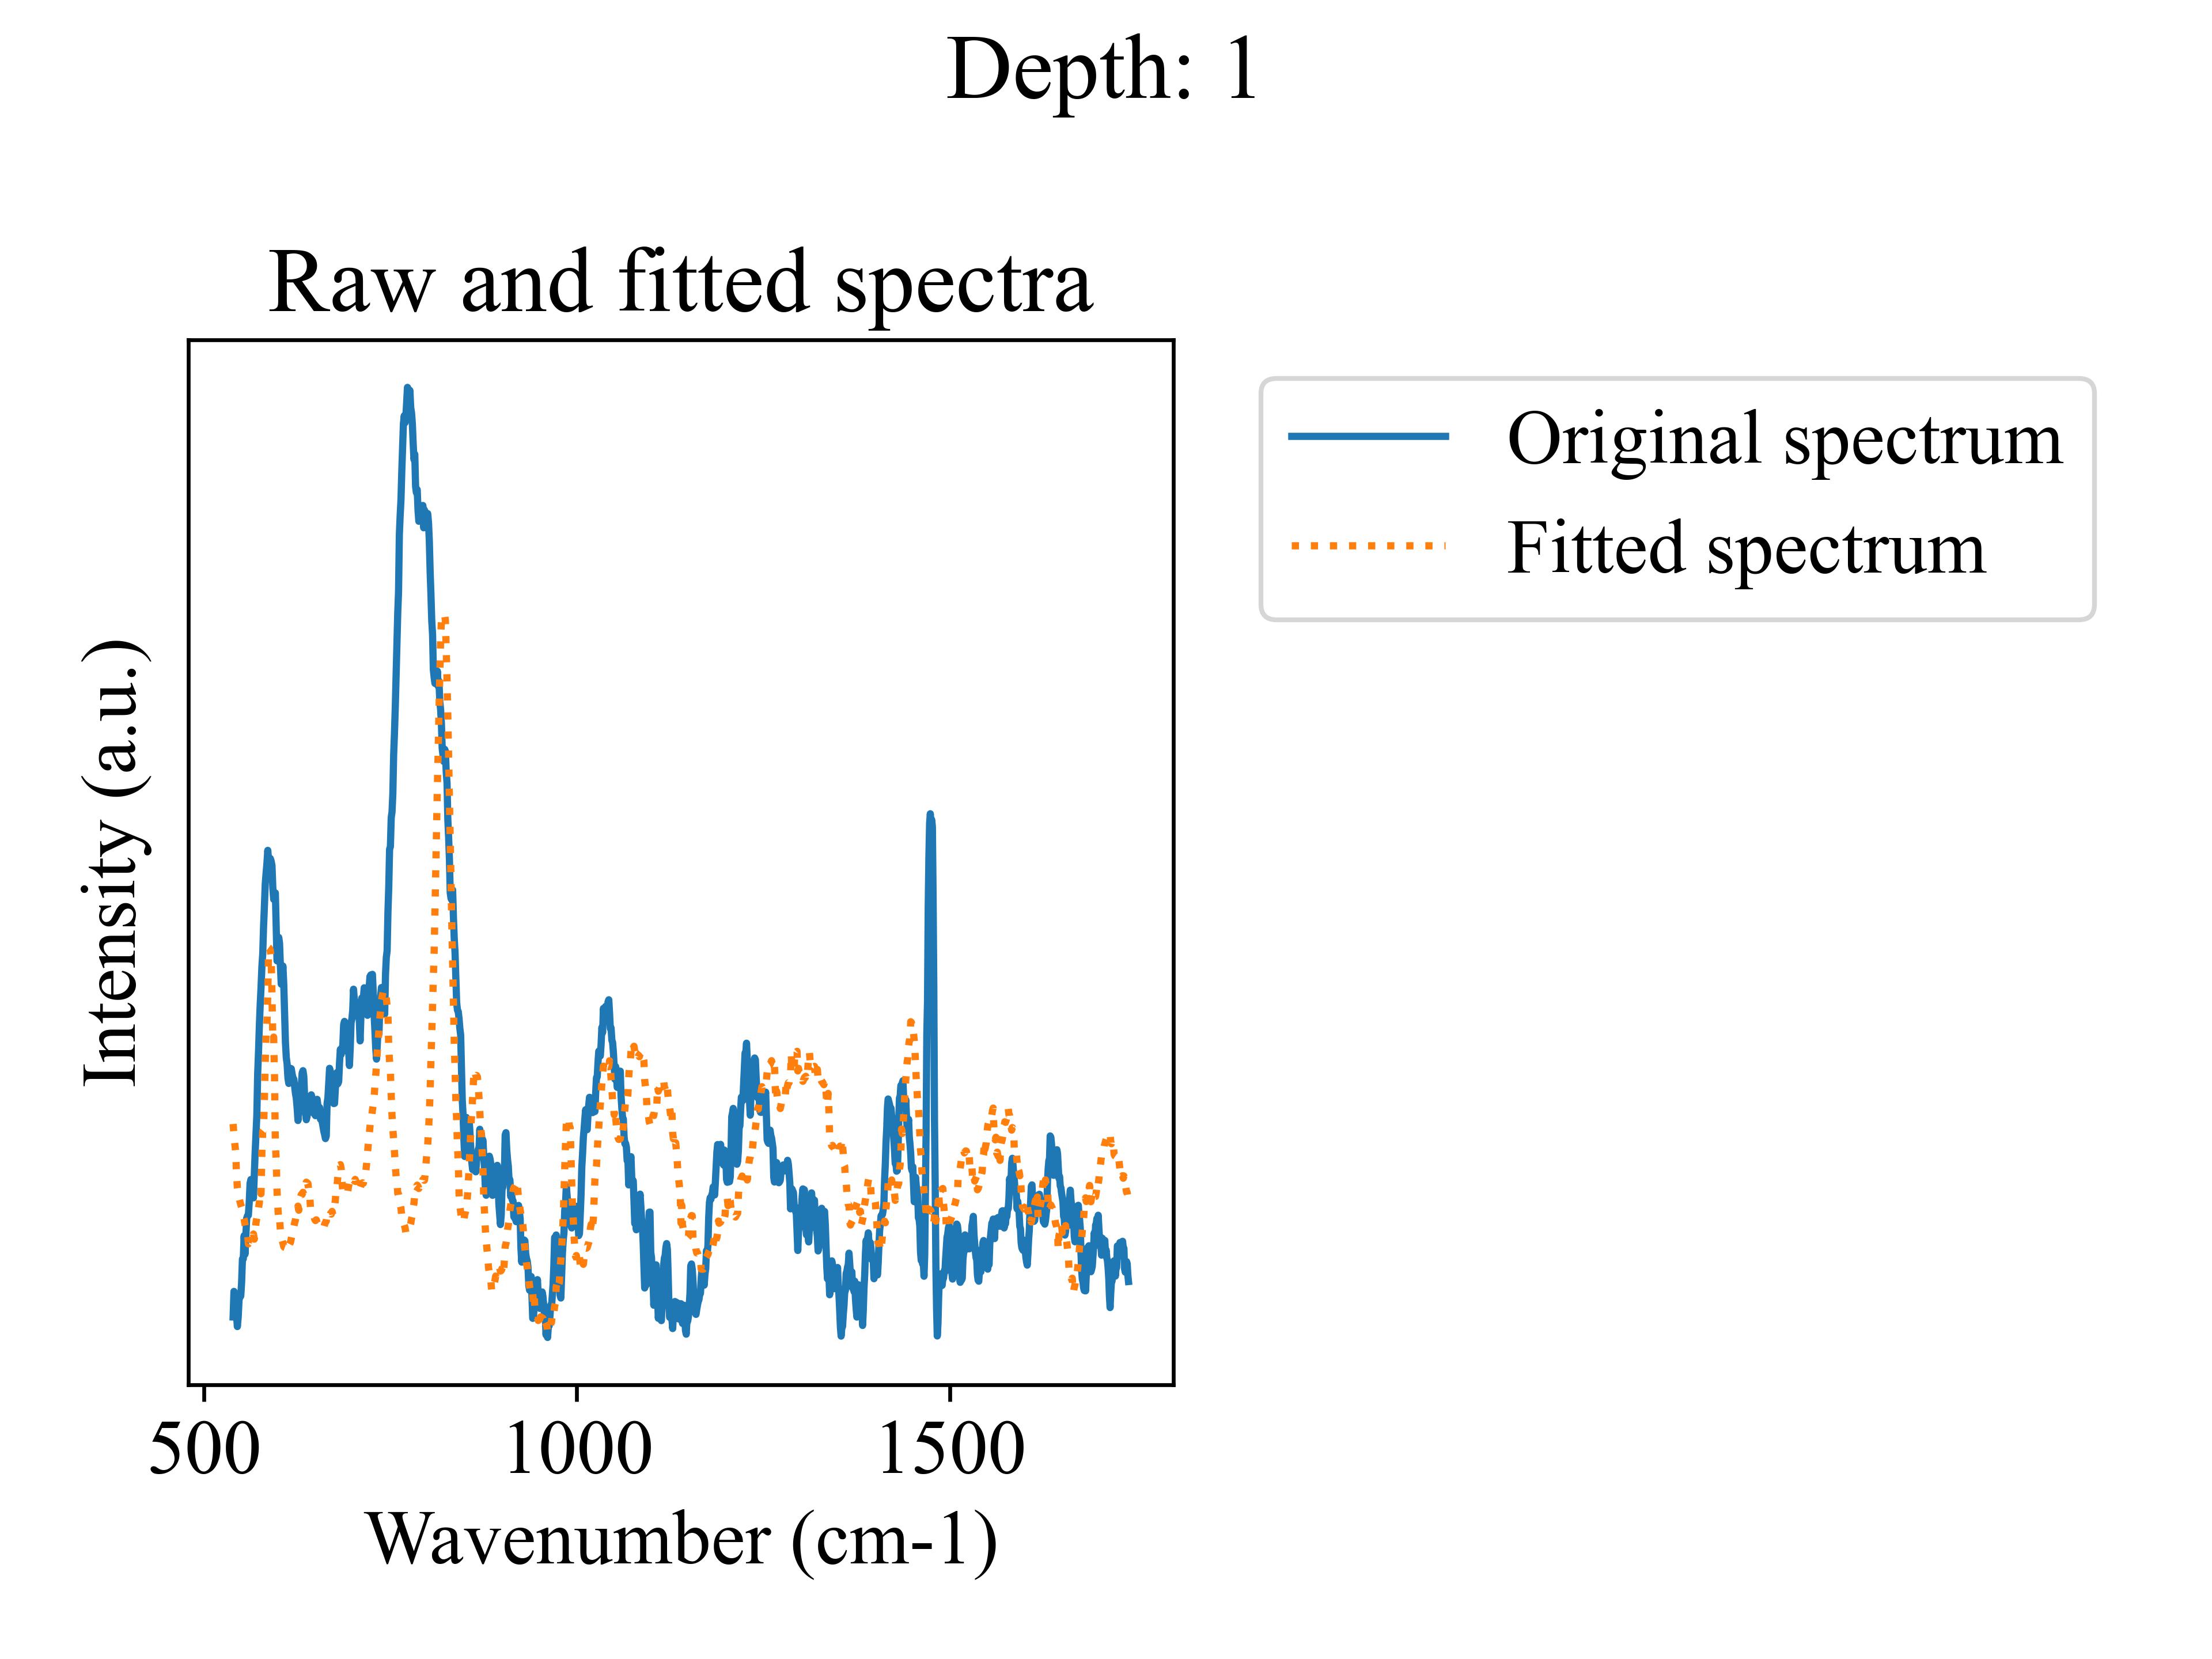 Depth: 1
Raw and fitted spectra
Original spectrum
Fitted spectrum
Intensity (a.u.)
500 1000 1500
Wavenumber (cm-1)